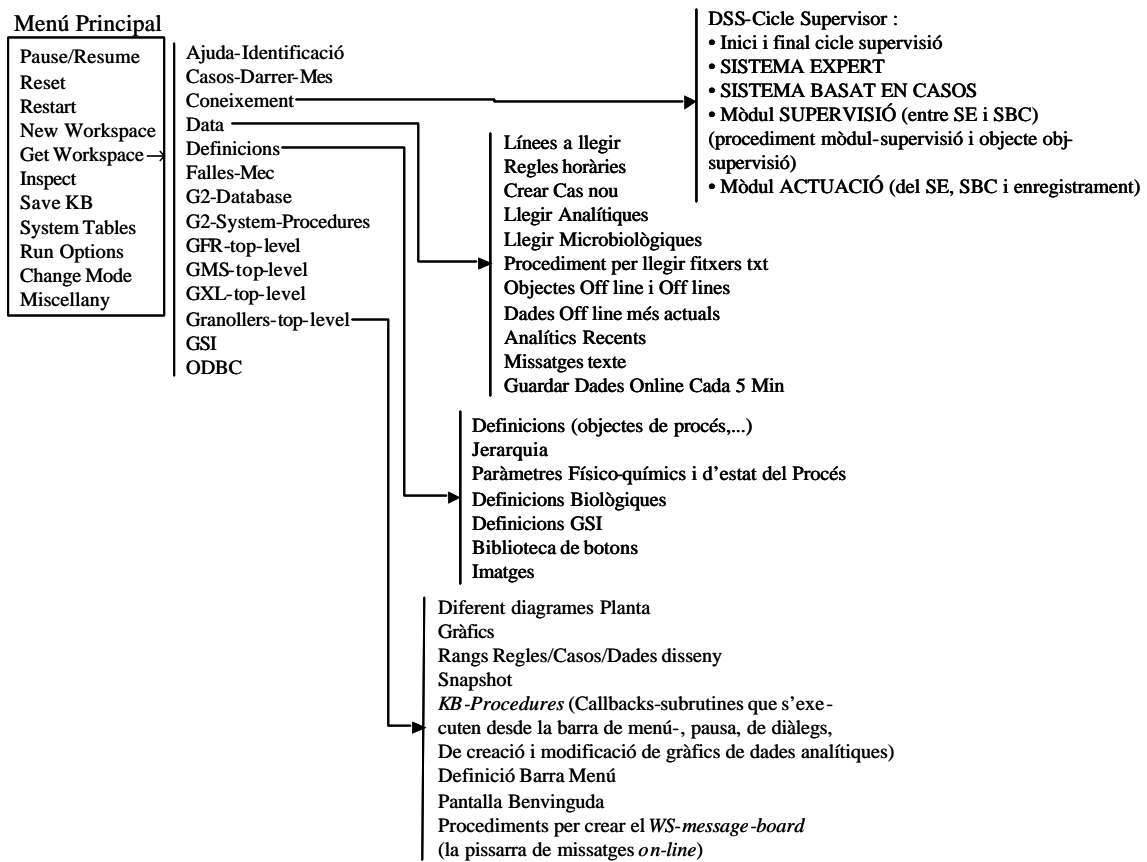 Menú Principal
Pause/Resume
Reset
Restart
New Workspace
Get Workspace →
Inspect
Save KB
System Tables
Run Options
Change Mode
Miscellany
Ajuda-Identificació
Casos-Darrer-Mes
Coneixement
Data
Definicions
Falles-Mec
G2-Database
G2-System-Procedures
GFR-top-level
GMS-top-level
GXL-top-level
Granollers-top-level
GSI
ODBC
DSS-Cicle Supervisor :
• Inici i final cicle supervisió
• SISTEMA EXPERT
• SISTEMA BASAT EN CASOS
• Mòdul SUPERVISIÓ (entre SE i SBC)
(procediment mòdul-supervisió i objecte obj-
supervisió)
• Mòdul ACTUACIÓ (del SE, SBC i enregistrament)
Línees a llegir
Regles horàries
Crear Cas nou
Llegir Analítiques
Llegir Microbiològiques
Procediment per llegir fitxers txt
Objectes Off line i Off lines
Dades Off line més actuals
Analítics Recents
Missatges texte
Guardar Dades Online Cada 5 Min
Definicions (objectes de procés,...)
Jerarquia
Paràmetres Físico-químics i d'estat del Procés
Definicions Biològiques
Definicions GSI
Biblioteca de botons
Imatges
Diferent diagrames Planta
Gràfics
Rangs Regles/Casos/Dades disseny
Snapshot
KB-Procedures (Callbacks-subrutines que s'exe-
cuten desde la barra de menú-, pausa, de diàlegs,
De creació i modificació de gràfics de dades analítiques)
Definició Barra Menú
Pantalla Benvinguda
Procediments per crear el WS-message-board
(la pissarra de missatges on-line)